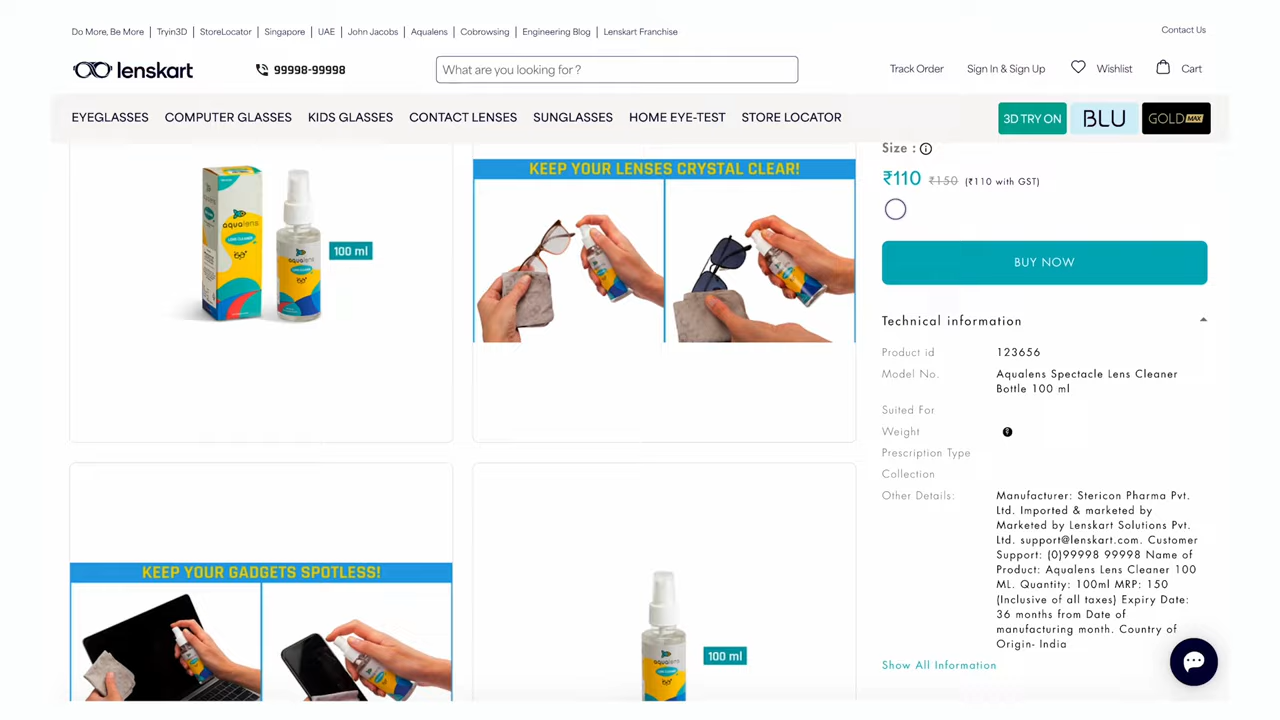 Do More, Be More | Tryin3D | StoreLocator | Singapore | UAE | John Jacobs | Aqualens | Cobrowsing | Engineering Blog | Lenskart Franchise
Contact Us
lenskart
99998-99998
What are you looking for ?
Track Order
Sign In & Sign Up
Wishlist
Cart
EYEGLASSES
COMPUTER GLASSES
KIDS GLASSES
CONTACT LENSES
SUNGLASSES
HOME EYE-TEST
STORE LOCATOR
3D TRY ON
BLU
GOLD MAX
aqualens
LENS CLEANER
aqualens
100 ml
KEEP YOUR LENSES CRYSTAL CLEAR!
KEEP YOUR GADGETS SPOTLESS!
aqualens
100 ml
Size :
₹110 ₹150 (₹110 with GST)
BUY NOW
Technical information
Product id 123656
Model No. Aqualens Spectacle Lens Cleaner
Bottle 100 ml
Suited For
Weight
Prescription Type
Collection
Other Details: Manufacturer: Stericon Pharma Pvt.
Ltd. Imported & marketed by
Marketed by Lenskart Solutions Pvt.
Ltd. support@lenskart.com. Customer
Support: (0)99998 99998 Name of
Product: Aqualens Lens Cleaner 100
ML. Quantity: 100ml MRP: 150
(Inclusive of all taxes) Expiry Date:
36 months from Date of
manufacturing month. Country of
Origin- India
Show All Information